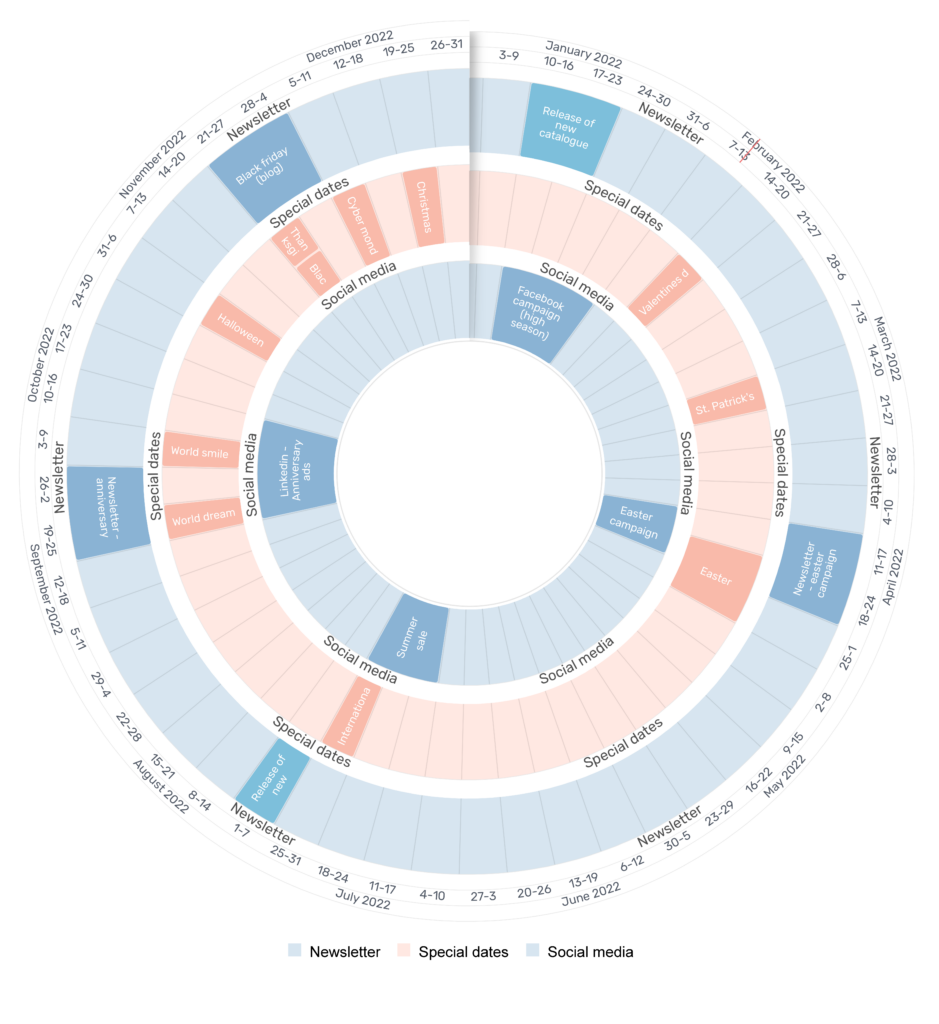 January 2022
3-9
10-16
17-23
24-30
31-6
February 2022
7-13
14-20
21-27
28-6
March 2022
7-13
14-20
21-27
28-3
April 2022
4-10
11-17
18-24
25-1
May 2022
2-8
9-15
16-22
23-29
30-5
June 2022
6-12
13-19
20-26
27-3
July 2022
4-10
11-17
18-24
25-31
August 2022
1-7
8-14
15-21
22-28
29-4
September 2022
5-11
12-18
19-25
26-2
October 2022
3-9
10-16
17-23
24-30
31-6
November 2022
7-13
14-20
21-27
28-4
December 2022
5-11
12-18
19-25
26-31
Newsletter
Newsletter
Newsletter
Newsletter
Newsletter
Newsletter
Release of
new
catalogue
Newsletter
- easter
campaign
Release of
new
Newsletter -
anniversary
Black friday
(blog)
Special dates
Special dates
Special dates
Special dates
Special dates
Special dates
Valentines d
St. Patrick's
Easter
Internationa
World dream
World smile
Halloween
Than
ksgi
Blac
Cyber mond
Christmas
Social media
Social media
Social media
Social media
Social media
Social media
Facebook
campaign
(high
season)
Easter
campaign
Summer
sale
Linkedin -
Anniversary
ads
Newsletter
Special dates
Social media